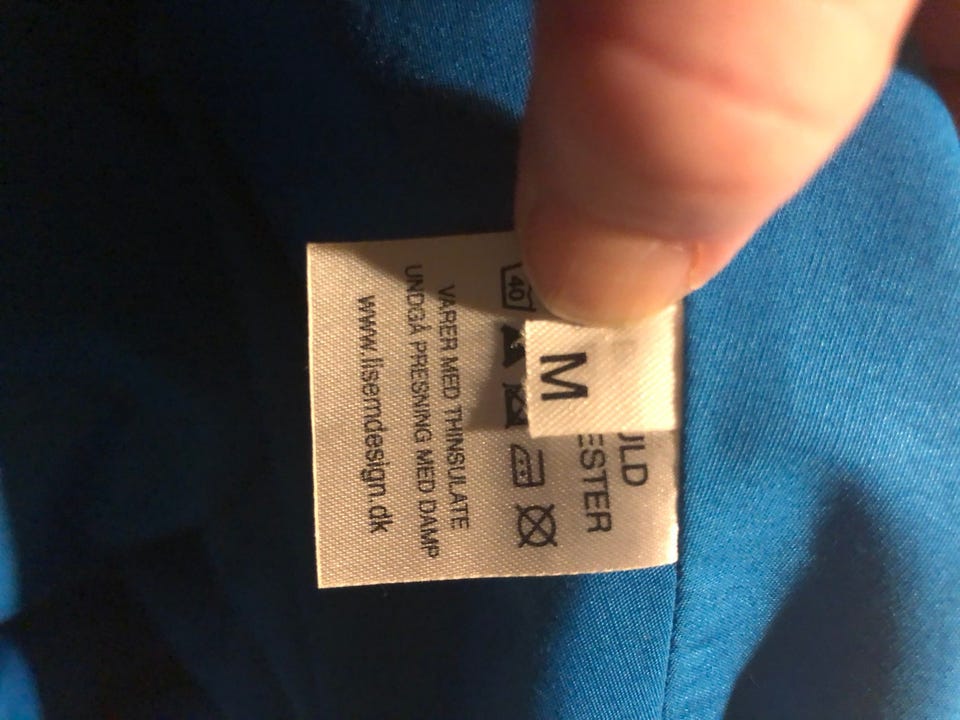 ULD
ESTER
M
40
VARER MED THINSULATE
UNDGÅ PRESNING MED DAMP
www.lisemdesign.dk